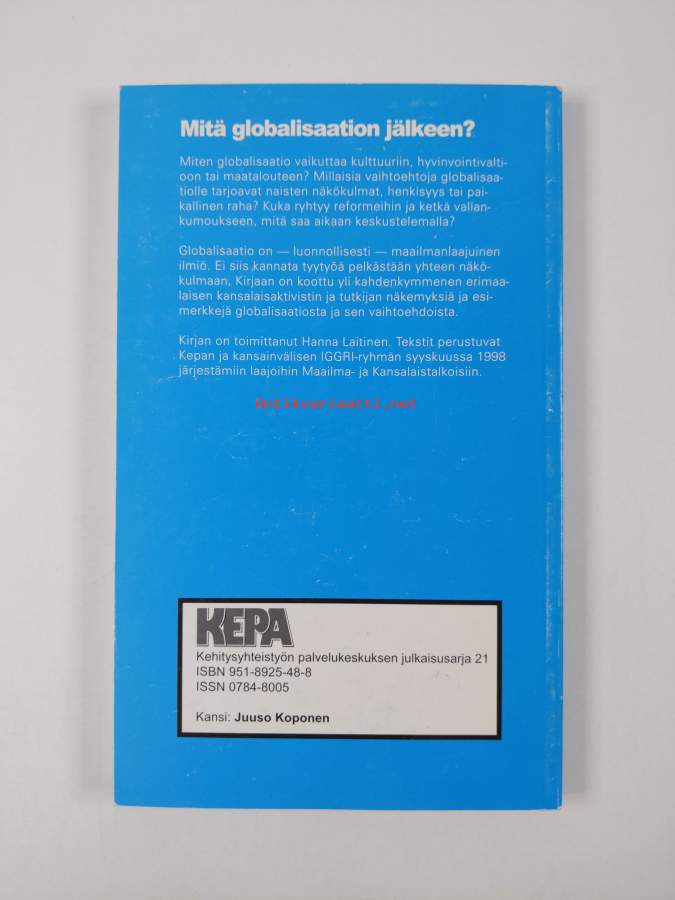 Mitä globalisaation jälkeen?
Miten globalisaatio vaikuttaa kulttuuriin, hyvinvointivalti-
oon tai maatalouteen? Millaisia vaihtoehtoja globalisaa-
tiolle tarjoavat naisten näkökulmat, henkisyys tai pai-
kallinen raha? Kuka ryhtyy reformeihin ja ketkä vallan-
kumoukseen, mitä saa aikaan keskustelemalla?
Globalisaatio on — luonnollisesti — maailmanlaajuinen
ilmiö. Ei siis kannata tyytyöä pelkästään yhteen näkö-
kulmaan, Kirjaan on koottu yli kahdenkymmenen erimaa-
laisen kansalaisaktivistin ja tutkijan näkemyksiä ja esi-
merkkejä globalisaatiosta ja sen vaihtoehdoista.
Kirjan on toimittanut Hanna Laitinen. Tekstit perustuvat
Kepan ja kansainvälisen IGGRI-ryhmän syyskuussa 1998
järjestämiin laajoihin Maailma- ja Kansalaistalkoisiin.
Antikvariaatti.net
KEPA
Kehitysyhteistyön palvelukeskuksen julkaisusarja 21
ISBN 951-8925-48-8
ISSN 0784-8005
Kansi: Juuso Koponen